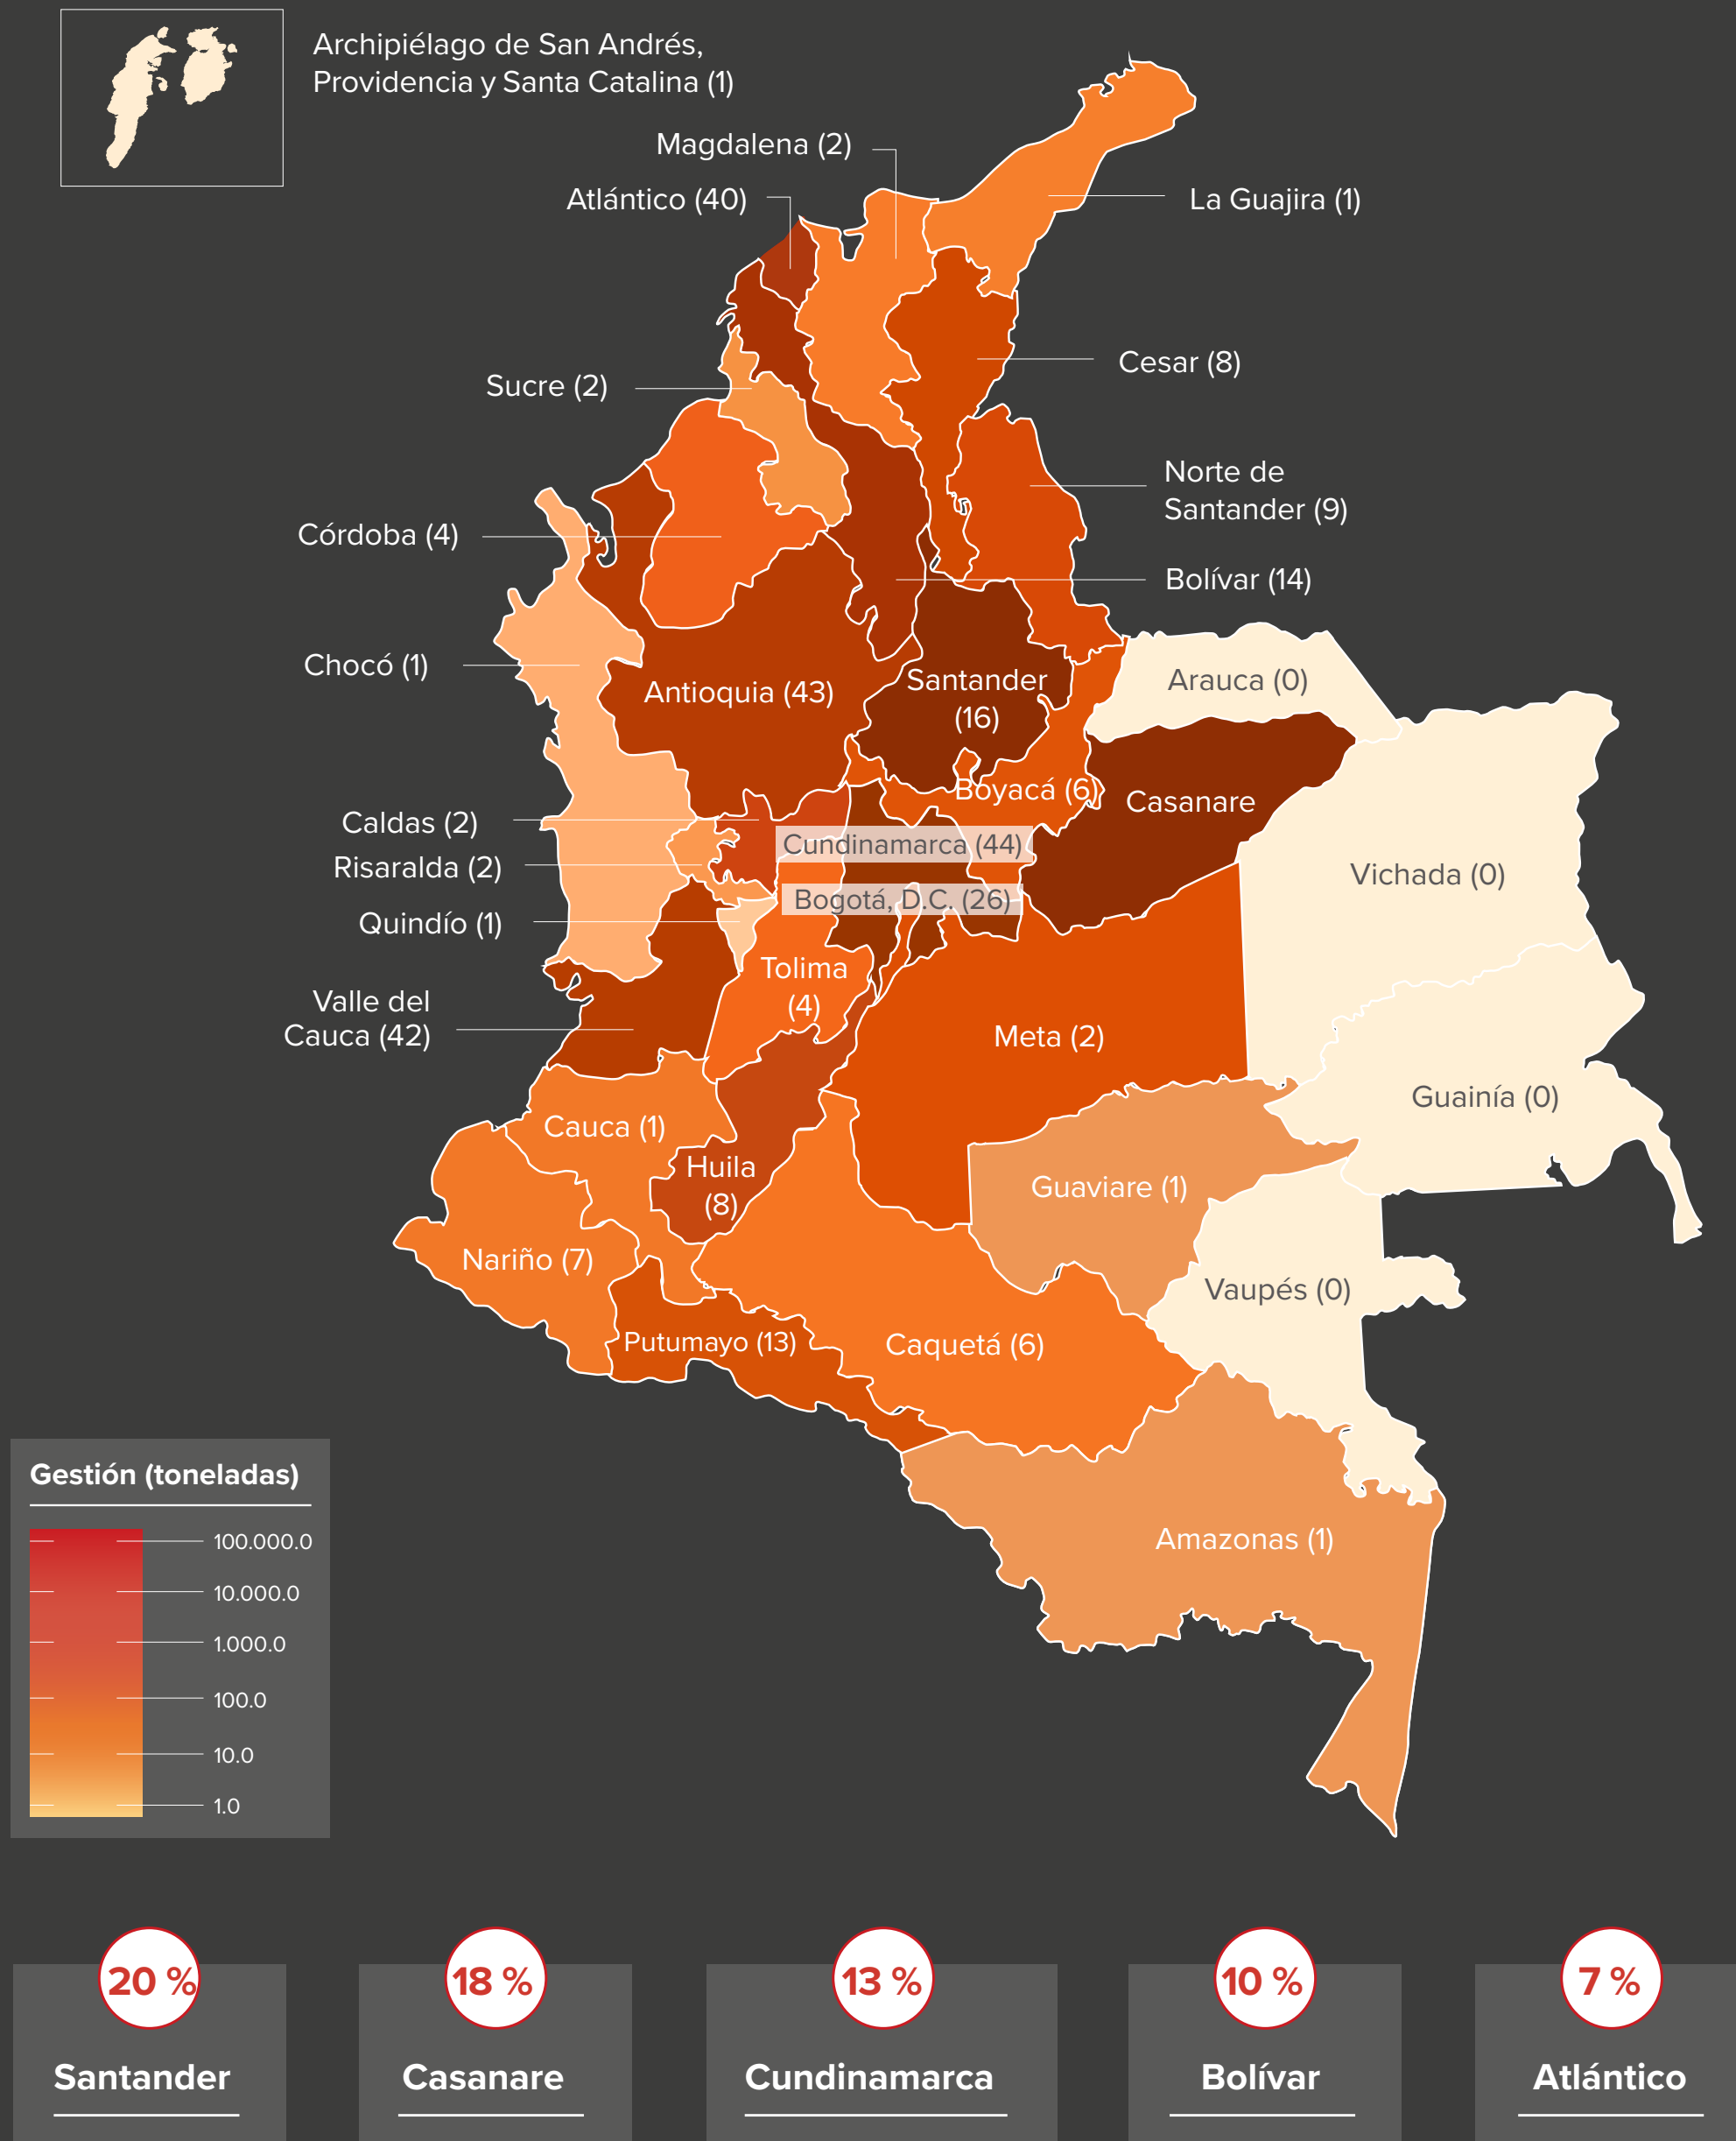 Archipiélago de San Andrés,
Providencia y Santa Catalina (1)
Magdalena (2)
Atlántico (40)
La Guajira (1)
Cesar (8)
Sucre (2)
Norte de
Santander (9)
Córdoba (4)
Bolívar (14)
Chocó (1)
Antioquia (43)
Santander
(16)
Arauca (0)
Boyacá (6)
Casanare
Caldas (2)
Cundinamarca (44)
Risaralda (2)
Vichada (0)
Bogotá, D.C. (26)
Quindío (1)
Tolima
(4)
Valle del
Cauca (42)
Meta (2)
Guainía (0)
Cauca (1)
Huila
(8)
Guaviare (1)
Nariño (7)
Vaupés (0)
Putumayo (13)
Caquetá (6)
Amazonas (1)
Gestión (toneladas)
100.000.0
10.000.0
1.000.0
100.0
10.0
1.0
20 %
Santander
18 %
Casanare
13 %
Cundinamarca
10 %
Bolívar
7 %
Atlántico